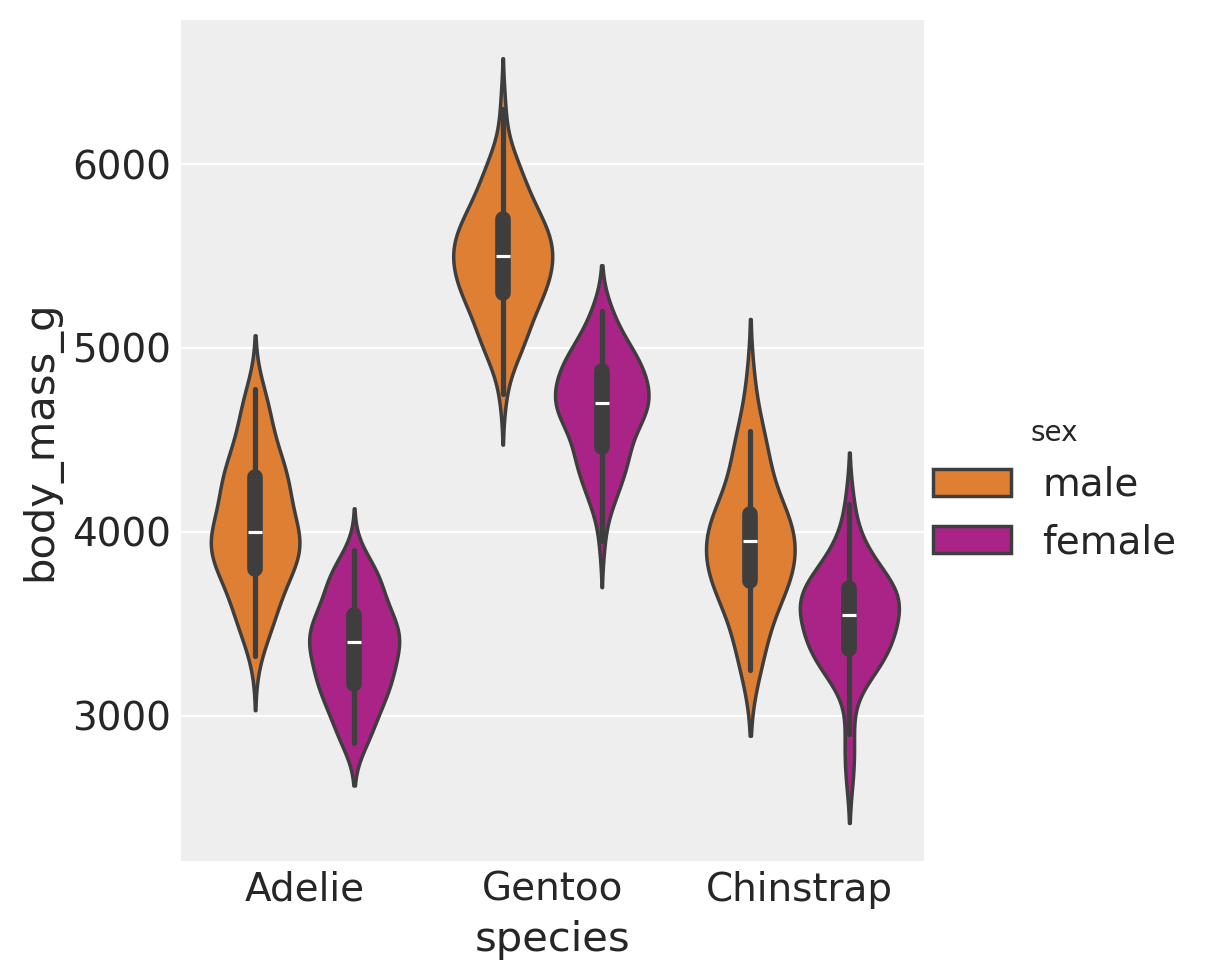 body_mass_g
6000
5000
4000
3000
Adelie
Gentoo
Chinstrap
species
sex
male
female